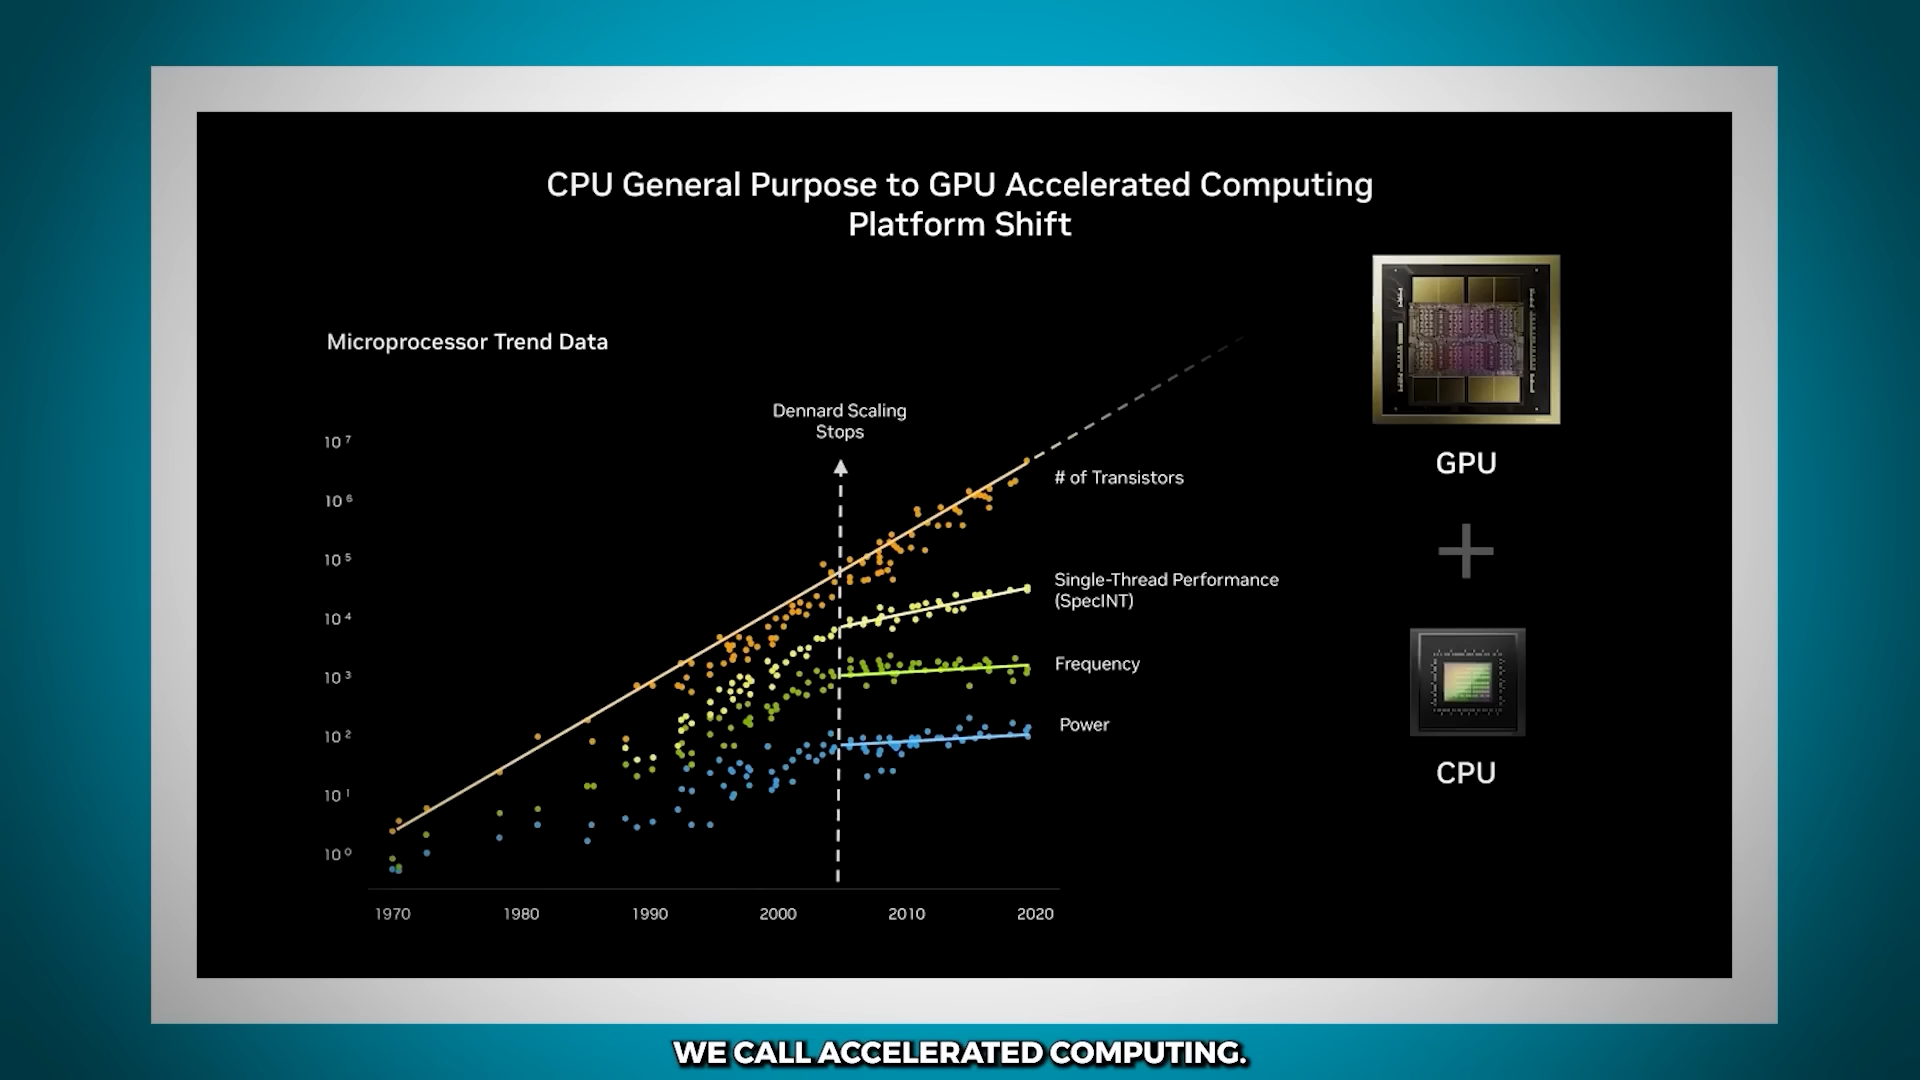 CPU General Purpose to GPU Accelerated Computing
Platform Shift
Microprocessor Trend Data
Dennard Scaling
Stops
10⁷
10⁶
10⁵
10⁴
10³
10²
10¹
10⁰
# of Transistors
Single-Thread Performance
(SpecINT)
Frequency
Power
1970 1980 1990 2000 2010 2020
GPU
+
CPU
WE CALL ACCELERATED COMPUTING.